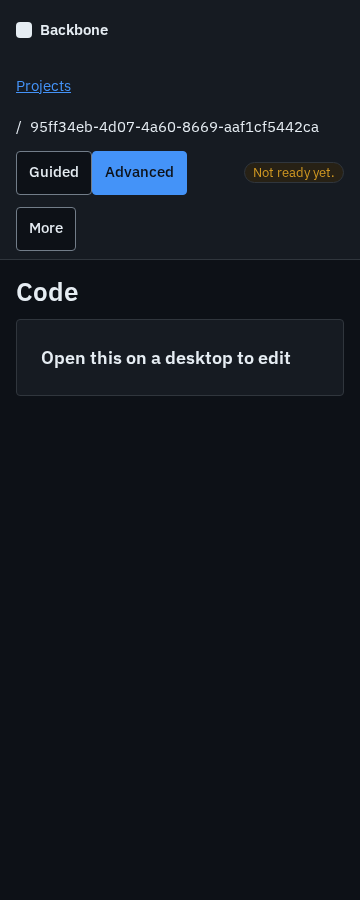 Backbone
Projects
/ 95ff34eb-4d07-4a60-8669-aaf1cf5442ca
Guided Advanced Not ready yet.
More
Code
Open this on a desktop to edit